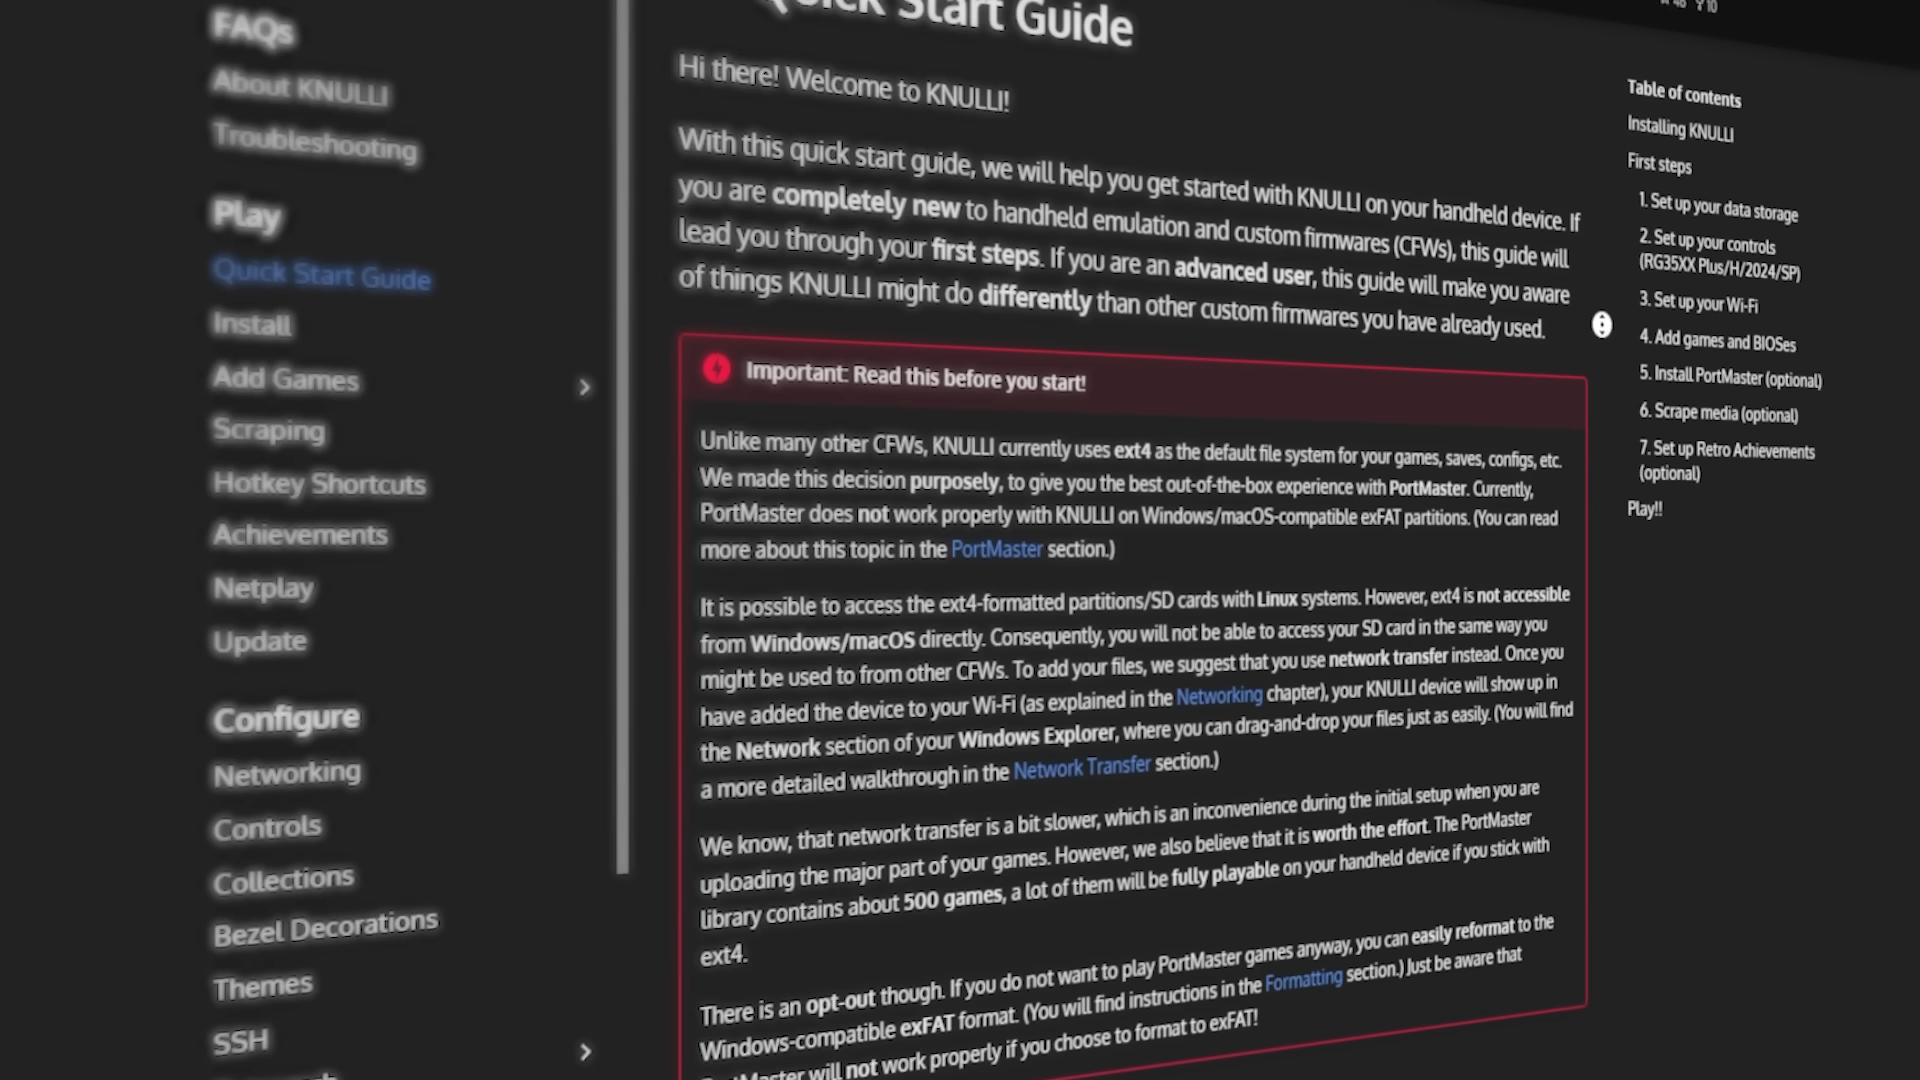 FAQs
About KNULLI
Troubleshooting
Play
Quick Start Guide
Install
Add Games
Scraping
Hotkey Shortcuts
Achievements
Netplay
Update
Configure
Networking
Controls
Collections
Bezel Decorations
Themes
SSH
Quick Start Guide
Hi there! Welcome to KNULLI!
With this quick start guide, we will help you get started with KNULLI on your handheld device. If
you are completely new to handheld emulation and custom firmwares (CFWs), this guide will
lead you through your first steps. If you are an advanced user, this guide will make you aware
of things KNULLI might do differently than other custom firmwares you have already used.
Important: Read this before you start!
Unlike many other CFWs, KNULLI currently uses ext4 as the default file system for your games, saves, configs, etc.
We made this decision purposely, to give you the best out-of-the-box experience with PortMaster. Currently,
PortMaster does not work properly with KNULLI on Windows/macOS-compatible exFAT partitions. (You can read
more about this topic in the PortMaster section.)
It is possible to access the ext4-formatted partitions/SD cards with Linux systems. However, ext4 is not accessible
from Windows/macOS directly. Consequently, you will not be able to access your SD card in the same way you
might be used to from other CFWs. To add your files, we suggest that you use network transfer instead. Once you
have added the device to your Wi-Fi (as explained in the Networking chapter), your KNULLI device will show up in
the Network section of your Windows Explorer, where you can drag-and-drop your files just as easily. (You will find
a more detailed walkthrough in the Network Transfer section.)
We know, that network transfer is a bit slower, which is an inconvenience during the initial setup when you are
uploading the major part of your games. However, we also believe that it is worth the effort. The PortMaster
library contains about 500 games, a lot of them will be fully playable on your handheld device if you stick with
ext4.
There is an opt-out though. If you do not want to play PortMaster games anyway, you can easily reformat to the
Windows-compatible exFAT format. (You will find instructions in the Formatting section.) Just be aware that
PortMaster will not work properly if you choose to format to exFAT!
Table of contents
Installing KNULLI
First steps
1. Set up your data storage
2. Set up your controls
(RG35XX Plus/H/2024/SP)
3. Set up your Wi-Fi
4. Add games and BIOSes
5. Install PortMaster (optional)
6. Scrape media (optional)
7. Set up Retro Achievements
(optional)
Play!!